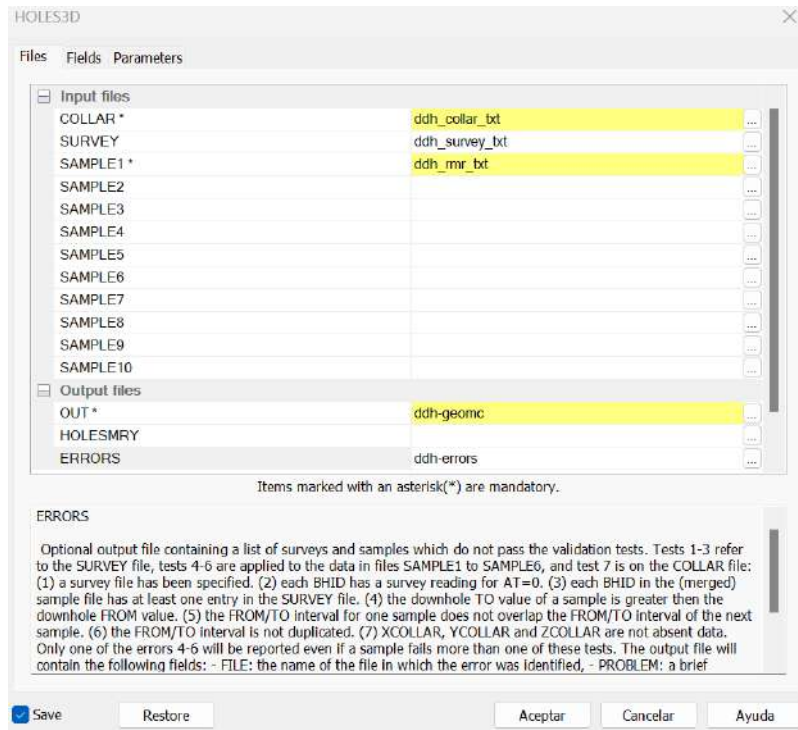 HOLES3D
Files Fields Parameters
Input files
COLLAR * ddh_collar_txt ...
SURVEY ddh_survey_txt ...
SAMPLE1 * ddh_rmr_txt ...
SAMPLE2 ...
SAMPLE3 ...
SAMPLE4 ...
SAMPLE5 ...
SAMPLE6 ...
SAMPLE7 ...
SAMPLE8 ...
SAMPLE9 ...
SAMPLE10 ...
Output files
OUT * ddh-geomc ...
HOLESMRY ...
ERRORS ddh-errors ...
Items marked with an asterisk(*) are mandatory.
ERRORS
Optional output file containing a list of surveys and samples which do not pass the validation tests. Tests 1-3 refer
to the SURVEY file, tests 4-6 are applied to the data in files SAMPLE1 to SAMPLE6, and test 7 is on the COLLAR file:
(1) a survey file has been specified. (2) each BHID has a survey reading for AT=0. (3) each BHID in the (merged)
sample file has at least one entry in the SURVEY file. (4) the downhole TO value of a sample is greater then the
downhole FROM value. (5) the FROM/TO interval for one sample does not overlap the FROM/TO interval of the next
sample. (6) the FROM/TO interval is not duplicated. (7) XCOLLAR, YCOLLAR and ZCOLLAR are not absent data.
Only one of the errors 4-6 will be reported even if a sample fails more than one of these tests. The output file will
contain the following fields: - FILE: the name of the file in which the error was identified, - PROBLEM: a brief
Save Restore Aceptar Cancelar Ayuda